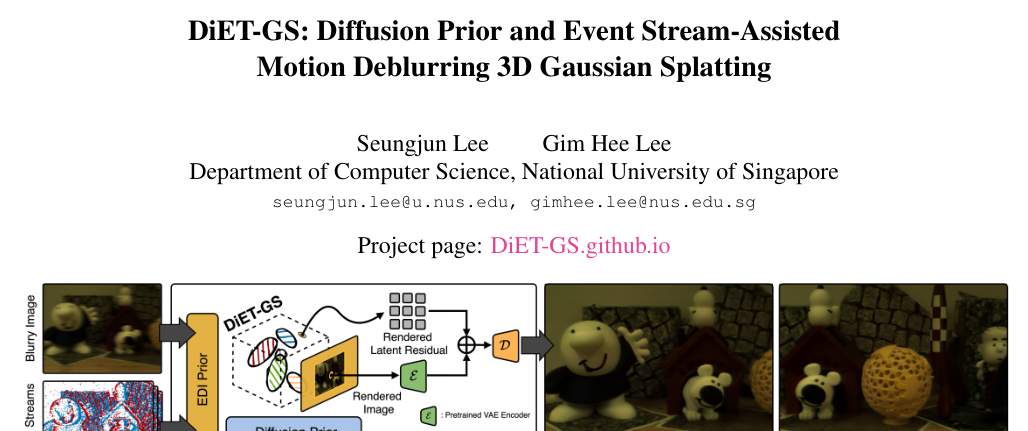 DiET-GS: Diffusion Prior and Event Stream-Assisted
Motion Deblurring 3D Gaussian Splatting
Seungjun Lee Gim Hee Lee
Department of Computer Science, National University of Singapore
seungjun.lee@u.nus.edu, gimhee.lee@nus.edu.sg
Project page: DiET-GS.github.io
Blurry Image
Streams
EDI Prior
DiET-GS
Rendered
Latent Residual
D
E
Rendered
Image
E : Pretrained VAE Encoder
Diffusion Prior